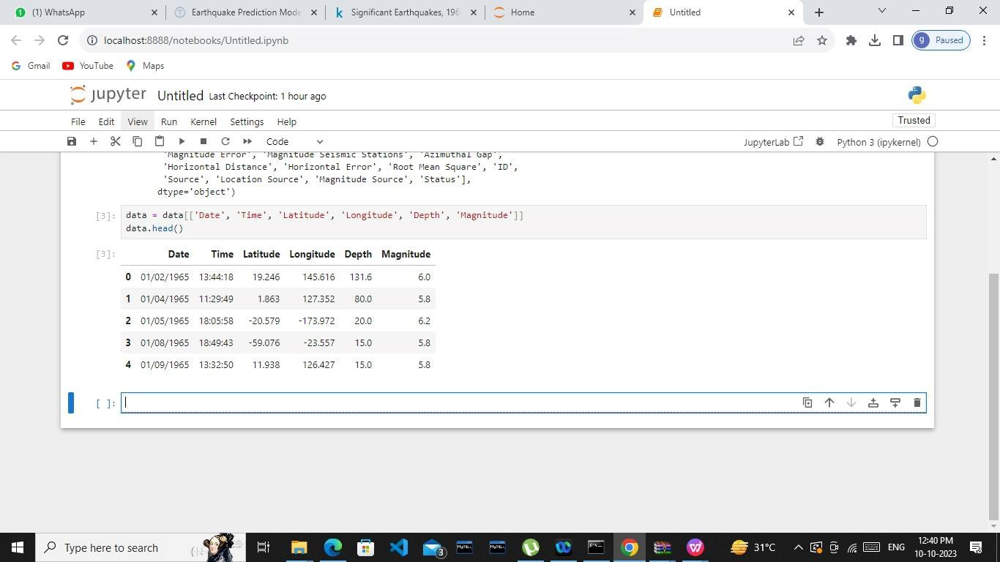 (1) WhatsApp
Earthquake Prediction Mode
Significant Earthquakes, 196
Home
Untitled
localhost:8888/notebooks/Untitled.ipynb
g Paused
Gmail YouTube Maps
jupyter Untitled Last Checkpoint: 1 hour ago
File Edit View Run Kernel Settings Help
Trusted
Code
JupyterLab Python 3 (ipykernel)
'Magnitude Error', 'Magnitude Seismic Stations', 'Azimuthal Gap',
'Horizontal Distance', 'Horizontal Error', 'Root Mean Square', 'ID',
'Source', 'Location Source', 'Magnitude Source', 'Status'],
dtype='object')
[3]: data = data[['Date', 'Time', 'Latitude', 'Longitude', 'Depth', 'Magnitude']]
data.head()
[3]: Date Time Latitude Longitude Depth Magnitude
0 01/02/1965 13:44:18 19.246 145.616 131.6 6.0
1 01/04/1965 11:29:49 1.863 127.352 80.0 5.8
2 01/05/1965 18:05:58 -20.579 -173.972 20.0 6.2
3 01/08/1965 18:49:43 -59.076 -23.557 15.0 5.8
4 01/09/1965 13:32:50 11.938 126.427 15.0 5.8
[ ]:
Type here to search
3
31°C
ENG
12:40 PM
10-10-2023